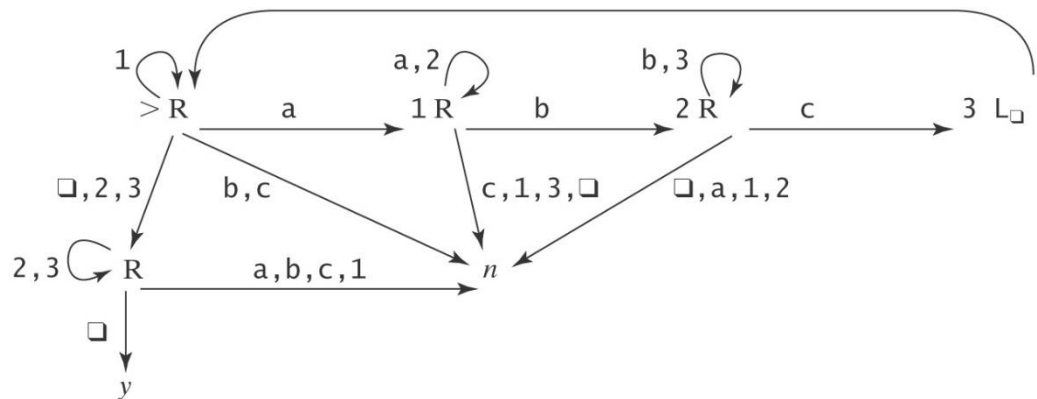 1 a,2 b,3
> R a 1 R b 2 R c 3 L❑
❑,2,3 b,c c,1,3,❑ ❑,a,1,2
2,3 R a,b,c,1 n
❑
y